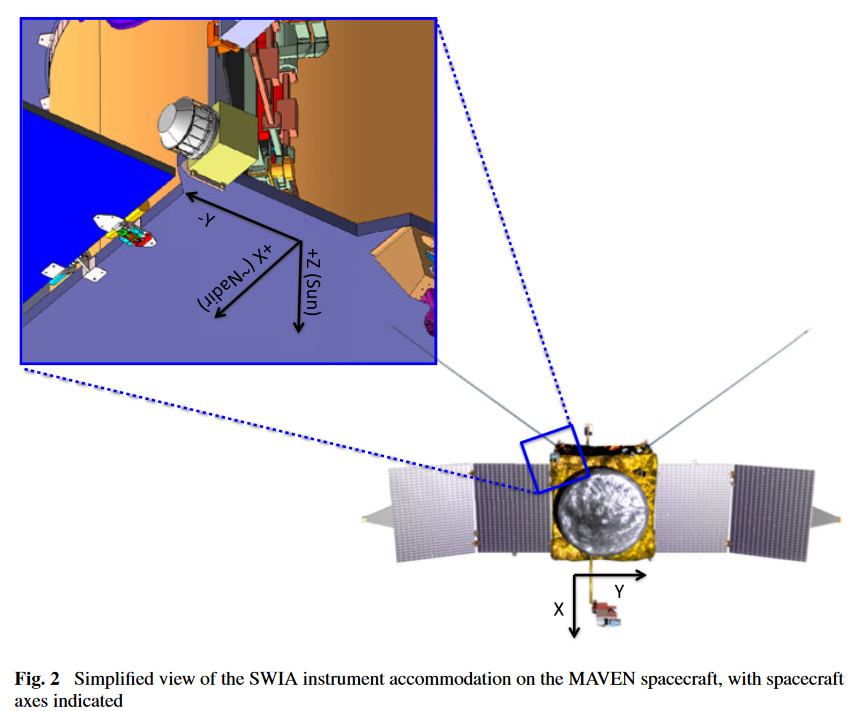 -Y
+X (~Nadir)
+Z (Sun)
Y
X
Fig. 2 Simplified view of the SWIA instrument accommodation on the MAVEN spacecraft, with spacecraft
axes indicated